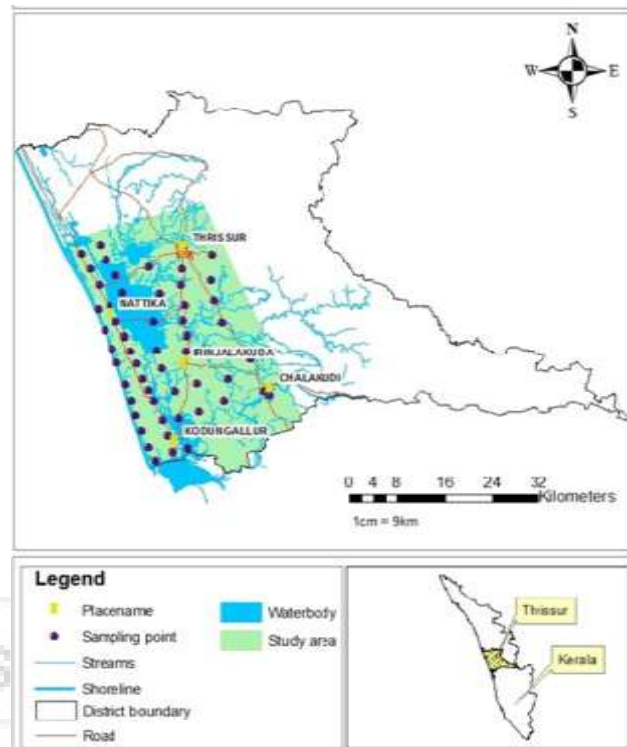 N
W E
S
THRISSUR
NATTIKA
IRINJALAKUDA
CHALAKUDI
KODUNGALLUR
0 4 8 16 24 32
Kilometers
1cm = 9km
Legend
Placename
Sampling point
Streams
Shoreline
District boundary
Road
Waterbody
Study area
Thrissur
Kerala